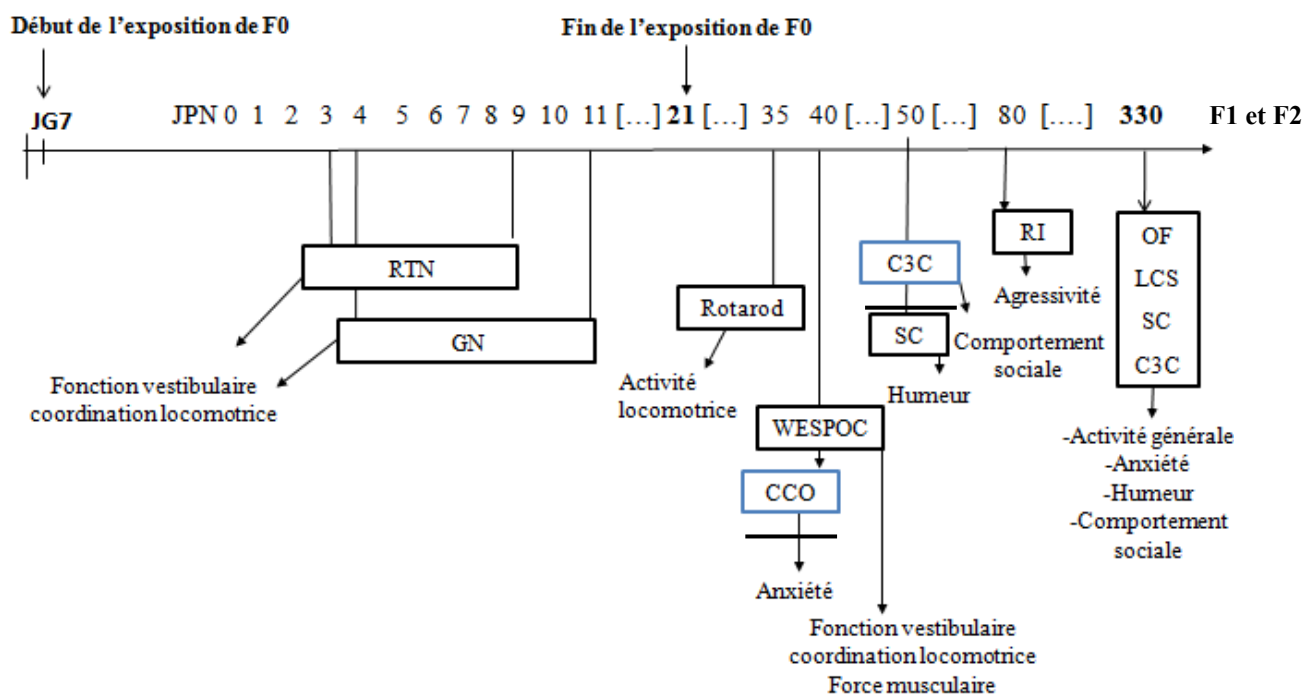 Début de l'exposition de F0
Fin de l'exposition de F0
JG7 JPN 0 1 2 3 4 5 6 7 8 9 10 11 [...] 21 [...] 35 40 [...] 50 [...] 80 [....] 330 F1 et F2
RTN
GN
Fonction vestibulaire
coordination locomotrice
Rotarod
Activité
locomotrice
WESPOC
CCO
Anxiété
Fonction vestibulaire
coordination locomotrice
Force musculaire
C3C
SC
Humeur
Comportement
sociale
RI
Agressivité
OF
LCS
SC
C3C
-Activité générale
-Anxiété
-Humeur
-Comportement
sociale